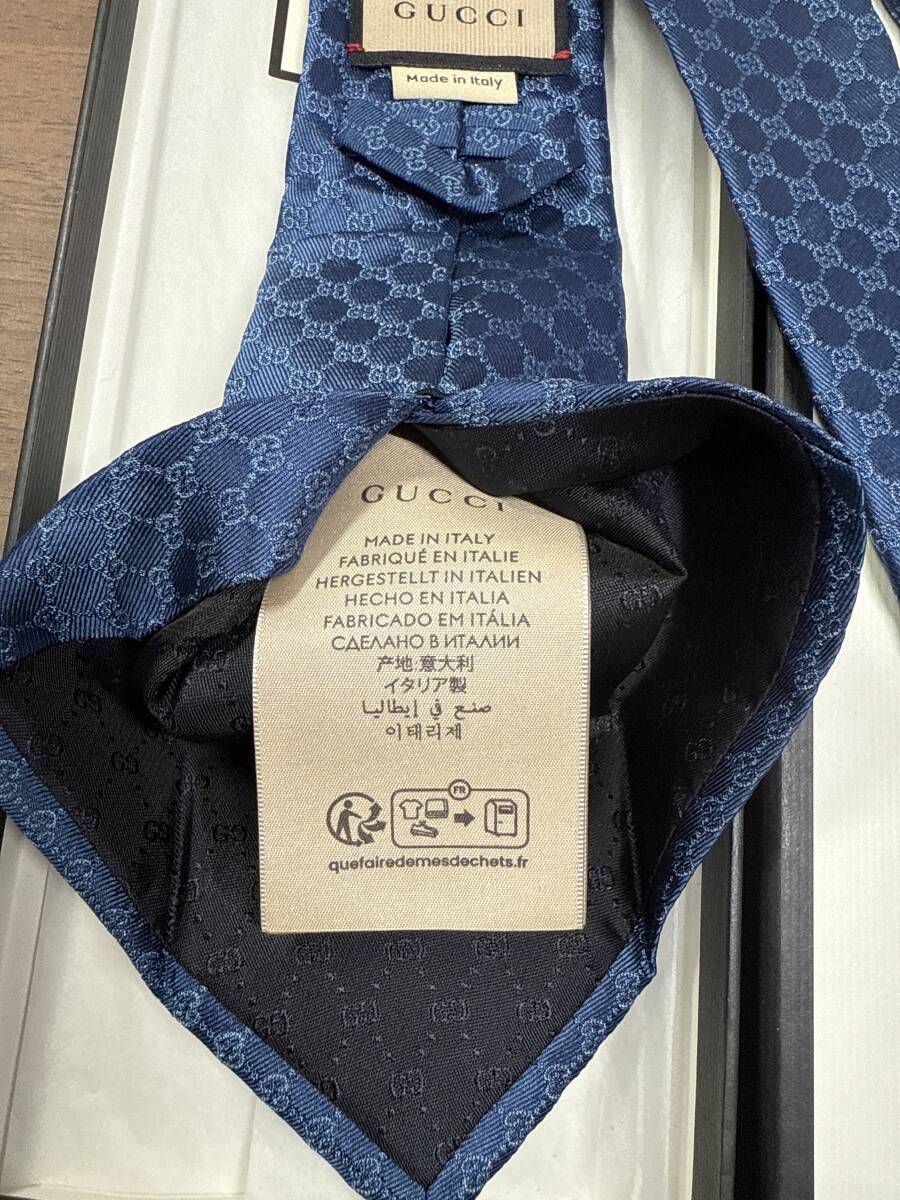 GUCCI
Made in Italy
GUCCI
MADE IN ITALY
FABRIQUÉ EN ITALIE
HERGESTELLT IN ITALIEN
HECHO EN ITALIA
FABRICADO EM ITÁLIA
СДЕЛАНО В ИТАЛИИ
产地:意大利
イタリア製
صنع في إيطاليا
이태리제
FR
quefairedemesdechets.fr